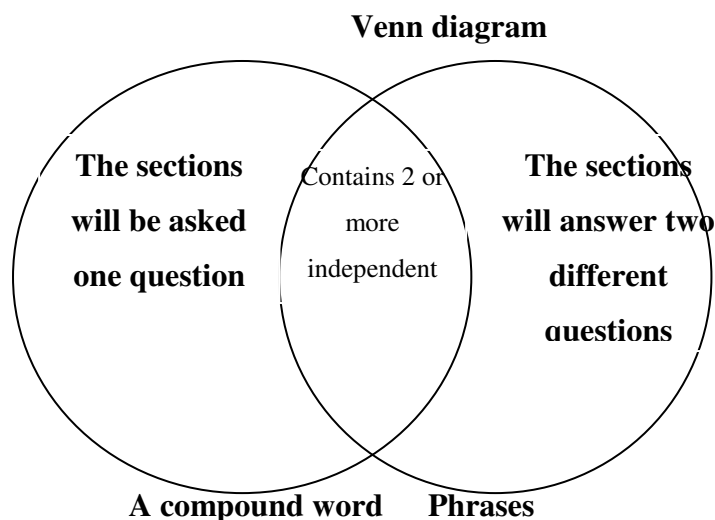 Venn diagram
The sections
will be asked
one question
Contains 2 or
more
independent
The sections
will answer two
different
questions
A compound word
Phrases